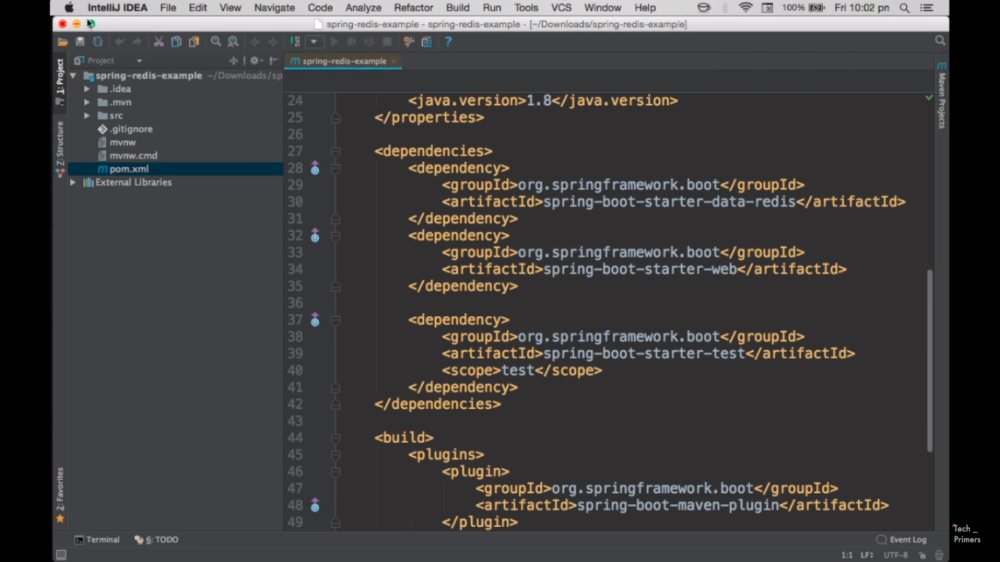 IntelliJ IDEA File Edit View Navigate Code Analyze Refactor Build Run Tools VCS Window Help 100% Fri 10:02 pn
spring-redis-example - spring-redis-example - [~/Downloads/spring-redis-example]
Project
spring-redis-example
1: Project
Z: Structure
2: Favorites
Maven Projects
spring-redis-example ~/Downloads/sp
.idea
.mvn
src
.gitignore
mvnw
mvnw.cmd
pom.xml
External Libraries
24 <java.version>1.8</java.version>
25 </properties>
26
27 <dependencies>
28 <dependency>
29 <groupId>org.springframework.boot</groupId>
30 <artifactId>spring-boot-starter-data-redis</artifactId>
31 </dependency>
32 <dependency>
33 <groupId>org.springframework.boot</groupId>
34 <artifactId>spring-boot-starter-web</artifactId>
35 </dependency>
36
37 <dependency>
38 <groupId>org.springframework.boot</groupId>
39 <artifactId>spring-boot-starter-test</artifactId>
40 <scope>test</scope>
41 </dependency>
42 </dependencies>
43
44 <build>
45 <plugins>
46 <plugin>
47 <groupId>org.springframework.boot</groupId>
48 <artifactId>spring-boot-maven-plugin</artifactId>
49 </plugin>
Terminal 6: TODO Event Log
1:1 LF÷ UTF-8
Tech _
Primers